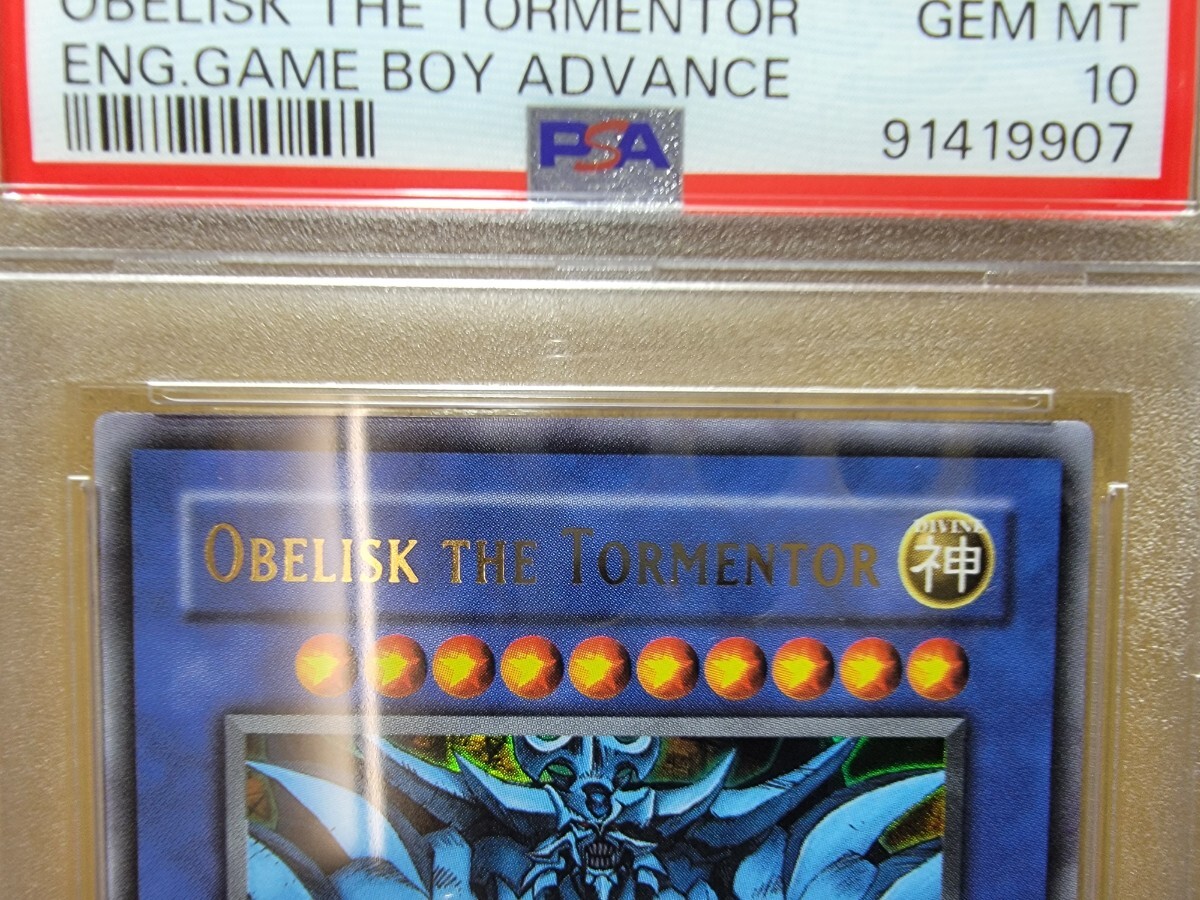 OBELISK THE TORMENTOR GEM MT
ENG.GAME BOY ADVANCE 10
PSA 91419907
OBELISK THE TORMENTOR
DIVINE
神